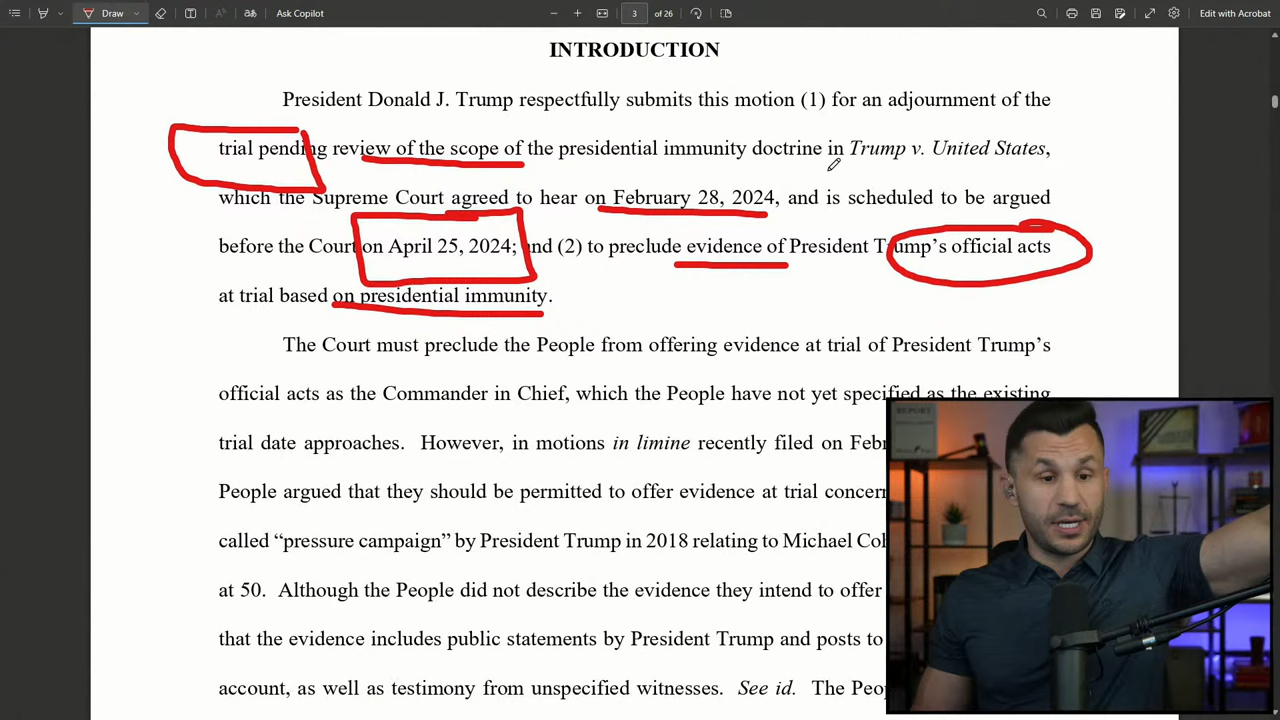 Draw
Ask Copilot
3 of 26
Edit with Acrobat
INTRODUCTION
President Donald J. Trump respectfully submits this motion (1) for an adjournment of the
trial pending review of the scope of the presidential immunity doctrine in Trump v. United States,
which the Supreme Court agreed to hear on February 28, 2024, and is scheduled to be argued
before the Court on April 25, 2024; and (2) to preclude evidence of President Trump’s official acts
at trial based on presidential immunity.
The Court must preclude the People from offering evidence at trial of President Trump’s
official acts as the Commander in Chief, which the People have not yet specified as the existing
trial date approaches. However, in motions in limine recently filed on Feb
People argued that they should be permitted to offer evidence at trial concern
called “pressure campaign” by President Trump in 2018 relating to Michael Coh
at 50. Although the People did not describe the evidence they intend to offer
that the evidence includes public statements by President Trump and posts to
account, as well as testimony from unspecified witnesses. See id. The Peop
REPORT